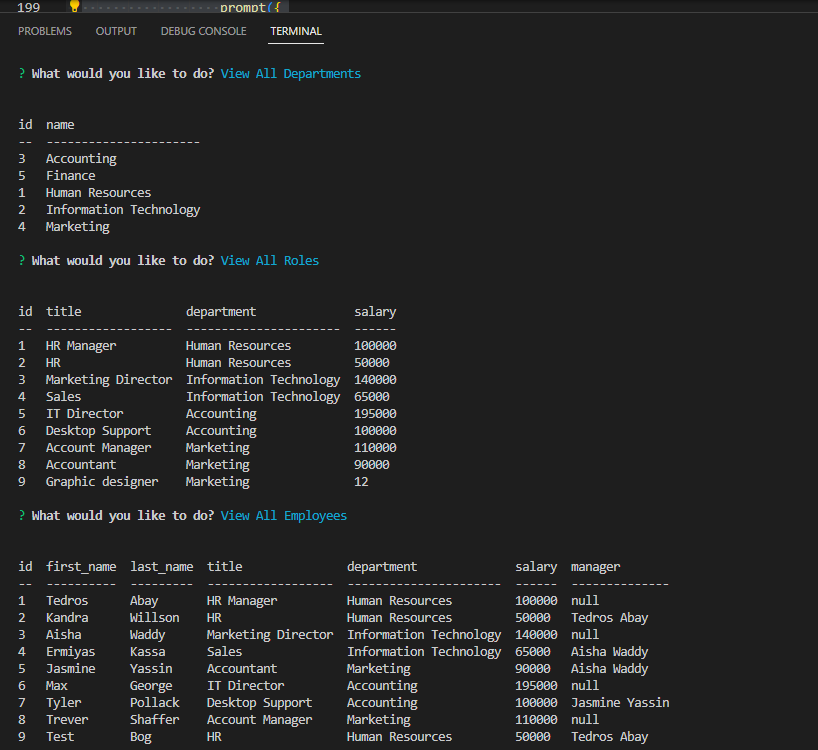 199 prompt({
PROBLEMS OUTPUT DEBUG CONSOLE TERMINAL
? What would you like to do? View All Departments
id name
-- ----------------------
3 Accounting
5 Finance
1 Human Resources
2 Information Technology
4 Marketing
? What would you like to do? View All Roles
id title department salary
-- ------------------ ---------------------- ------
1 HR Manager Human Resources 100000
2 HR Human Resources 50000
3 Marketing Director Information Technology 140000
4 Sales Information Technology 65000
5 IT Director Accounting 195000
6 Desktop Support Accounting 100000
7 Account Manager Marketing 110000
8 Accountant Marketing 90000
9 Graphic designer Marketing 12
? What would you like to do? View All Employees
id first_name last_name title department salary manager
-- ---------- --------- ------------------ ---------------------- ------ --------------
1 Tedros Abay HR Manager Human Resources 100000 null
2 Kandra Willson HR Human Resources 50000 Tedros Abay
3 Aisha Waddy Marketing Director Information Technology 140000 null
4 Ermiyas Kassa Sales Information Technology 65000 Aisha Waddy
5 Jasmine Yassin Accountant Marketing 90000 Aisha Waddy
6 Max George IT Director Accounting 195000 null
7 Tyler Pollack Desktop Support Accounting 100000 Jasmine Yassin
8 Trever Shaffer Account Manager Marketing 110000 null
9 Test Bog HR Human Resources 50000 Tedros Abay